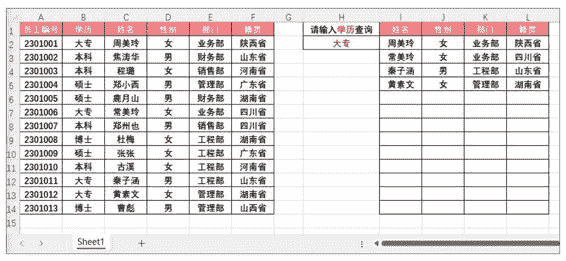 A B C D E F G H I J K L
1 员工编号 学历 姓名 性别 部门 籍贯 请输入学历查询 姓名 性别 部门 籍贯
2 2301001 大专 周美玲 女 业务部 陕西省 大专 周美玲 女 业务部 陕西省
3 2301002 本科 焦涛华 男 财务部 山东省 常美玲 女 业务部 四川省
4 2301003 本科 程璐 女 销售部 河南省 秦子涵 男 工程部 山东省
5 2301004 硕士 郑小西 男 管理部 广东省 黄素文 女 管理部 湖南省
6 2301005 硕士 鹿月山 男 财务部 湖南省
7 2301006 大专 常美玲 女 业务部 四川省
8 2301007 本科 郑州也 男 销售部 四川省
9 2301008 博士 杜梅 女 工程部 湖南省
10 2301009 硕士 张张 女 工程部 广东省
11 2301010 本科 古溪 女 工程部 河南省
12 2301011 大专 秦子涵 男 工程部 山东省
13 2301012 大专 黄素文 女 管理部 湖南省
14 2301013 博士 曹彪 男 管理部 山西省
15
Sheet1 +